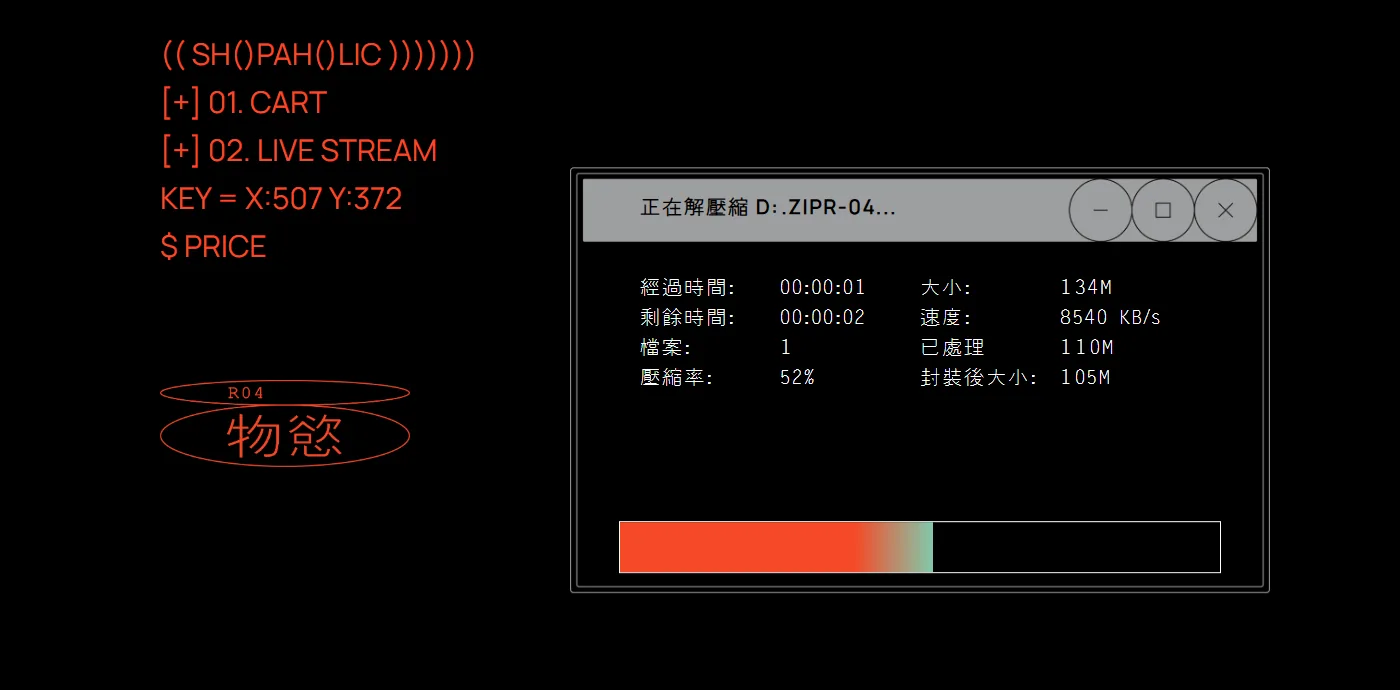 (( SH()PAH()LIC )))))))
[+] 01. CART
[+] 02. LIVE STREAM
KEY = X:507 Y:372
$ PRICE
R04
物慾
正在解壓縮 D:.ZIPR-04...
經過時間: 00:00:01 大小: 134M
剩餘時間: 00:00:02 速度: 8540 KB/s
檔案: 1 已處理 110M
壓縮率: 52% 封裝後大小: 105M